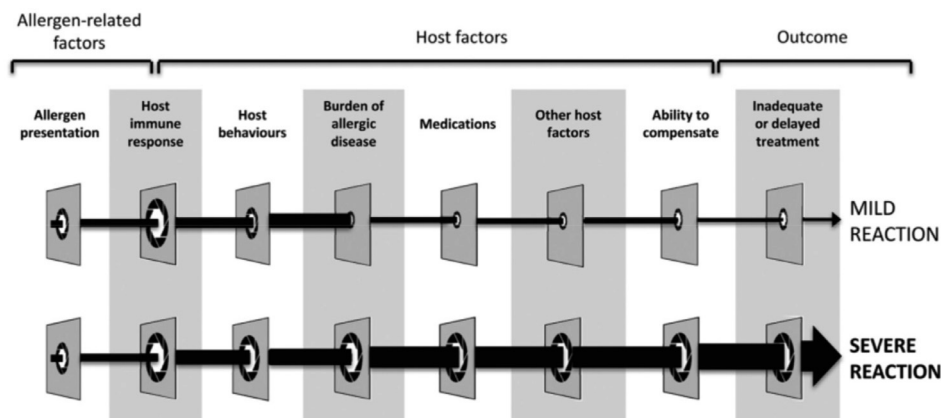 Allergen-related
factors
Host factors
Outcome
Allergen
presentation
Host
immune
response
Host
behaviours
Burden of
allergic
disease
Medications
Other host
factors
Ability to
compensate
Inadequate
or delayed
treatment
MILD
REACTION
SEVERE
REACTION